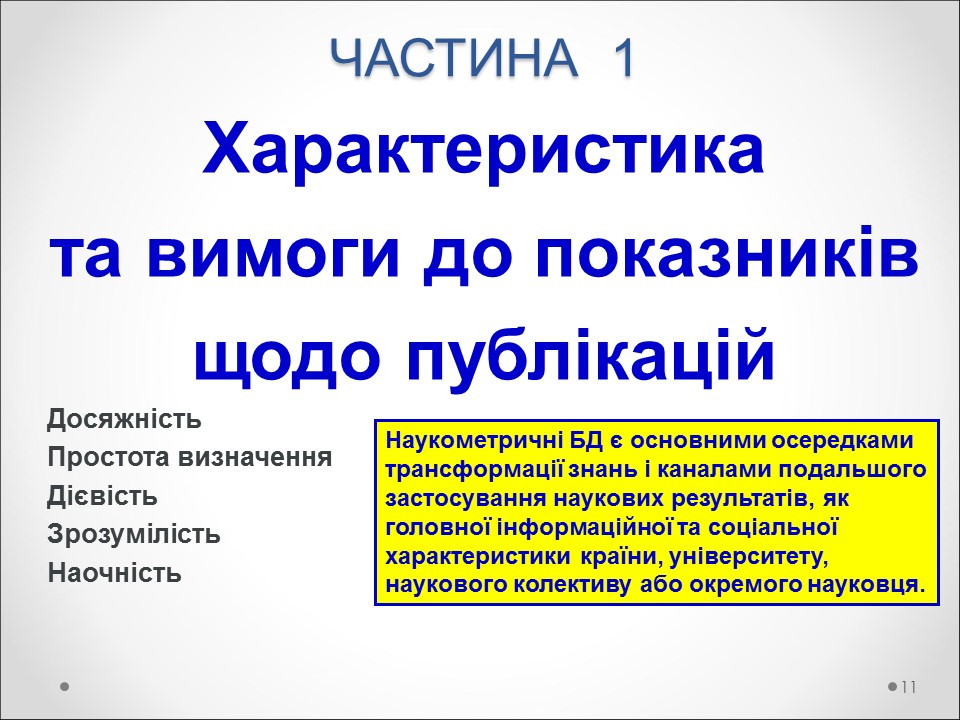 ЧАСТИНА 1
Характеристика
та вимоги до показників
щодо публікацій
Досяжність
Простота визначення
Дієвість
Зрозумілість
Наочність
Наукометричні БД є основними осередками
трансформації знань і каналами подальшого
застосування наукових результатів, як
головної інформаційної та соціальної
характеристики країни, університету,
наукового колективу або окремого науковця.
11